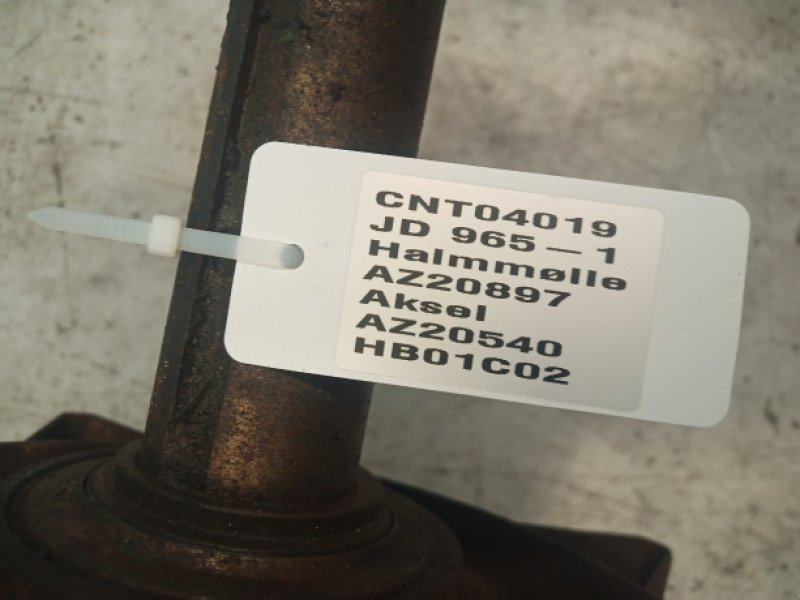 CNT04019
JD 965-1
Halmmølle
AZ20897
Aksel
AZ20540
HB01C02